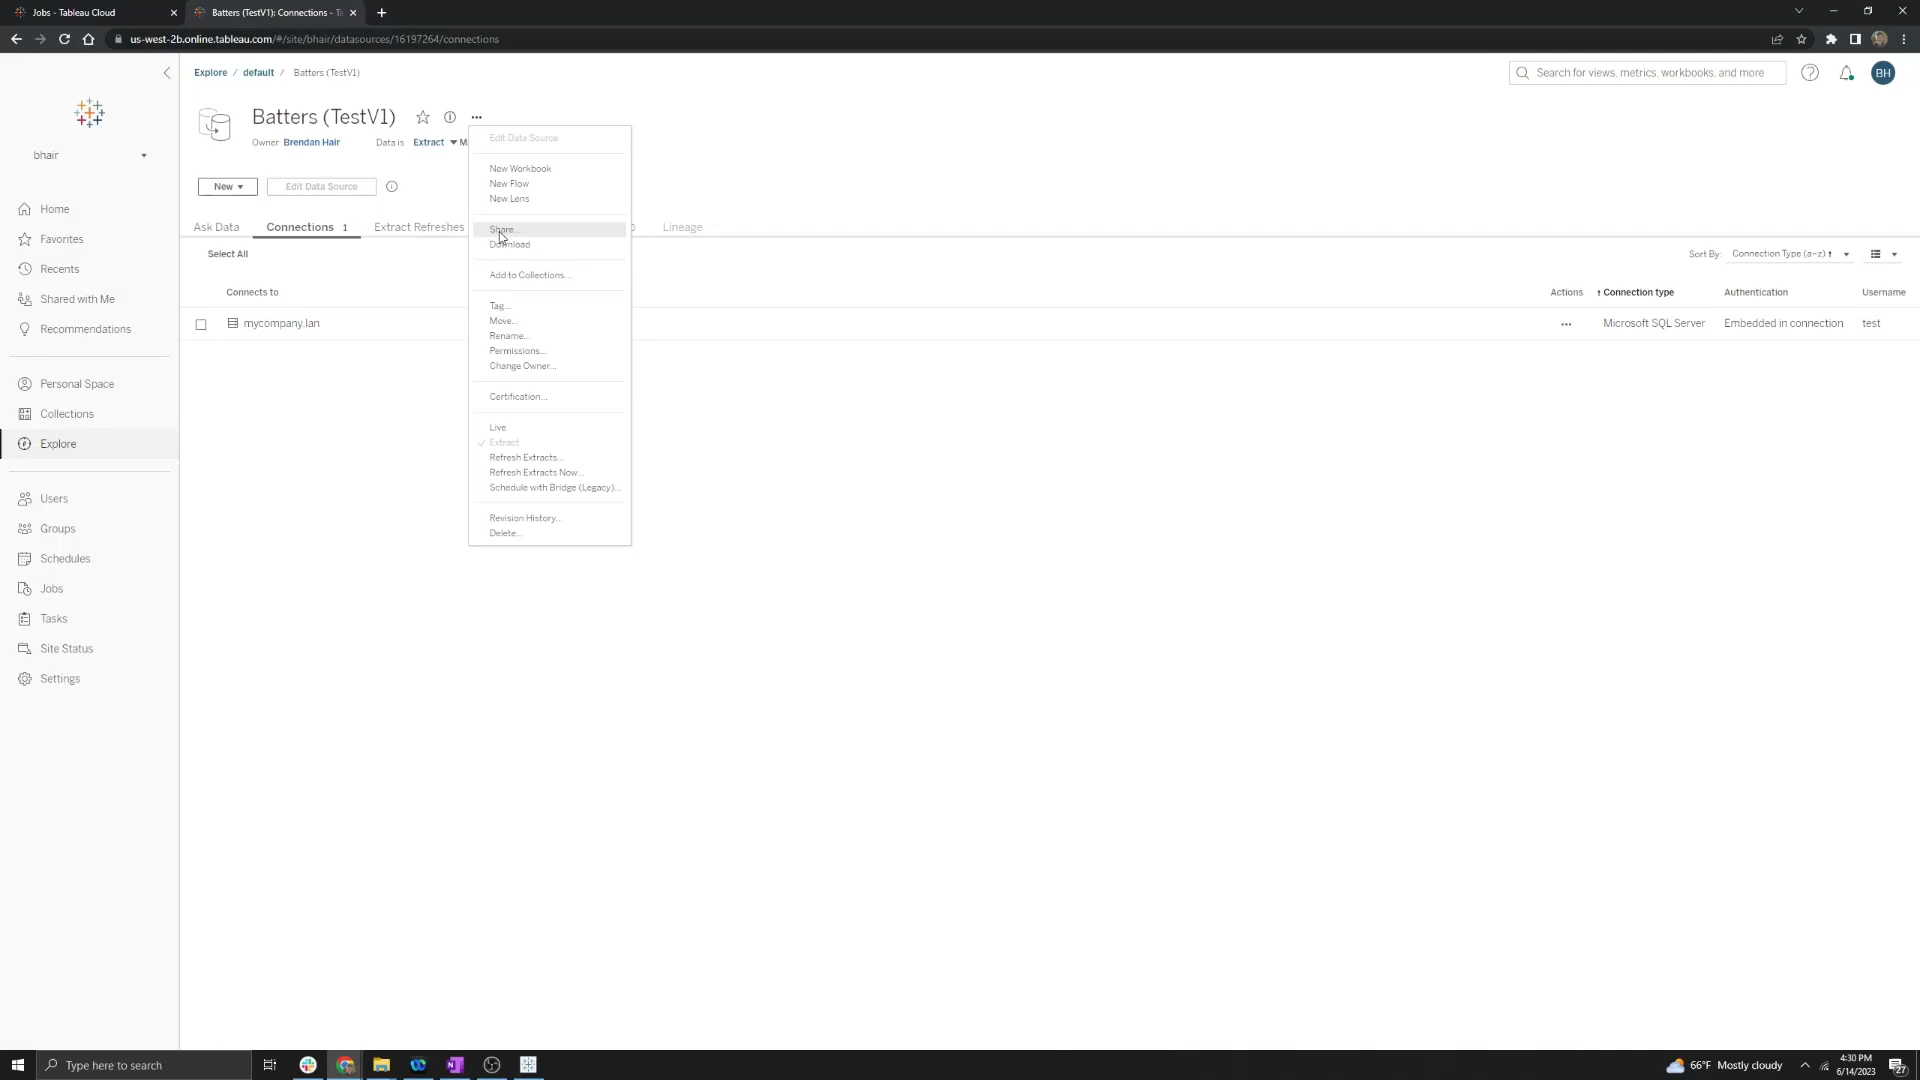 Jobs - Tableau Cloud
Batters (TestV1): Connections - T
us-west-2b.online.tableau.com/#/site/bhair/datasources/16197264/connections
Explore / default / Batters (TestV1)
Search for views, metrics, workbooks, and more
BH
Batters (TestV1)
Owner Brendan Hair Data is Extract
bhair
New
Edit Data Source
Ask Data
Connections 1
Extract Refreshes
Lineage
Select All
Sort By: Connection Type (a–z)
Connects to
Actions
Connection type
Authentication
Username
mycompany.lan
Microsoft SQL Server
Embedded in connection
test
Edit Data Source
New Workbook
New Flow
New Lens
Share...
Download
Add to Collections...
Tag...
Move...
Rename...
Permissions...
Change Owner...
Certification...
Live
Extract
Refresh Extracts...
Refresh Extracts Now...
Schedule with Bridge (Legacy)...
Revision History...
Delete...
Home
Favorites
Recents
Shared with Me
Recommendations
Personal Space
Collections
Explore
Users
Groups
Schedules
Jobs
Tasks
Site Status
Settings
Type here to search
66°F Mostly cloudy
4:30 PM
6/14/2023
27